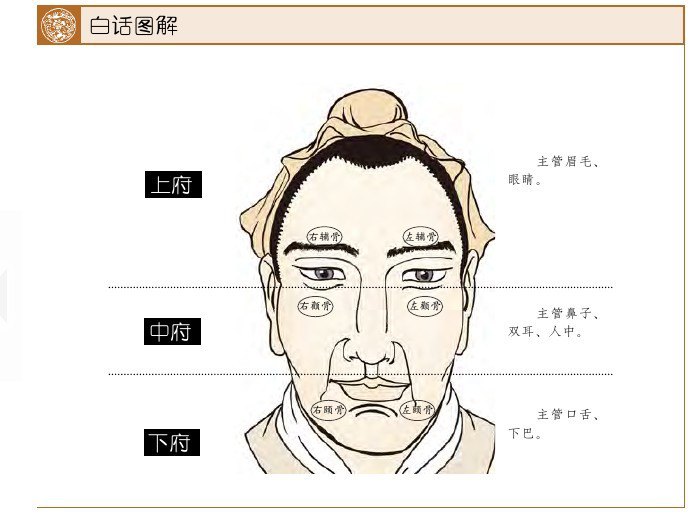 白话图解
上府
主管眉毛、
眼睛。
右辅骨
左辅骨
右颧骨
左颧骨
中府
主管鼻子、
双耳、人中。
右颐骨
左颐骨
下府
主管口舌、
下巴。